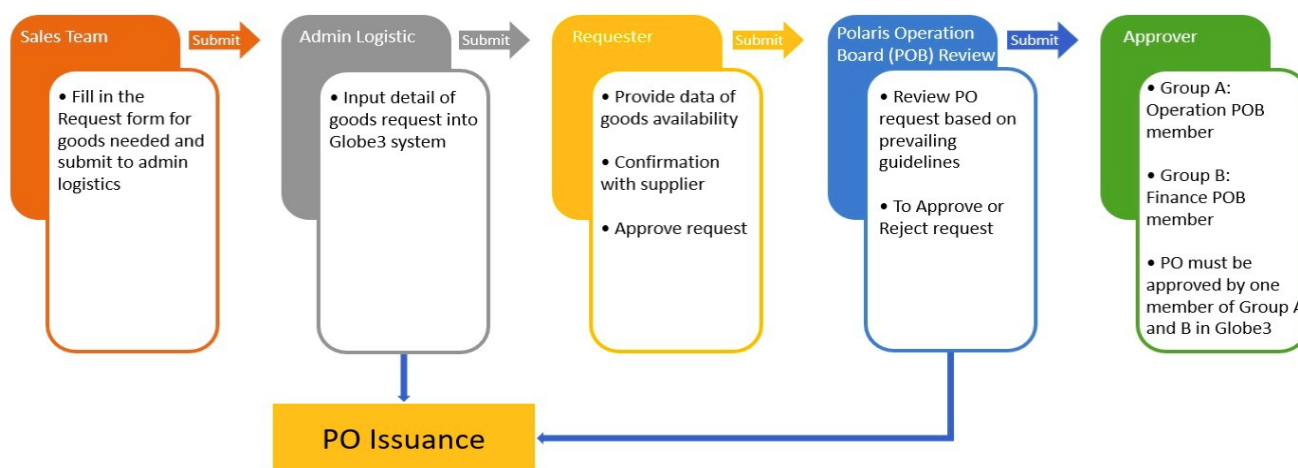 Sales Team
Submit
Admin Logistic
Submit
Requester
Submit
Polaris Operation
Board (POB) Review
Submit
Approver
• Fill in the
Request form for
goods needed and
submit to admin
logistics
• Input detail of
goods request into
Globe3 system
• Provide data of
goods availability
• Confirmation
with supplier
• Approve request
• Review PO
request based on
prevailing
guidelines
• To Approve or
Reject request
• Group A:
Operation POB
member
• Group B:
Finance POB
member
• PO must be
approved by one
member of Group A
and B in Globe3
PO Issuance